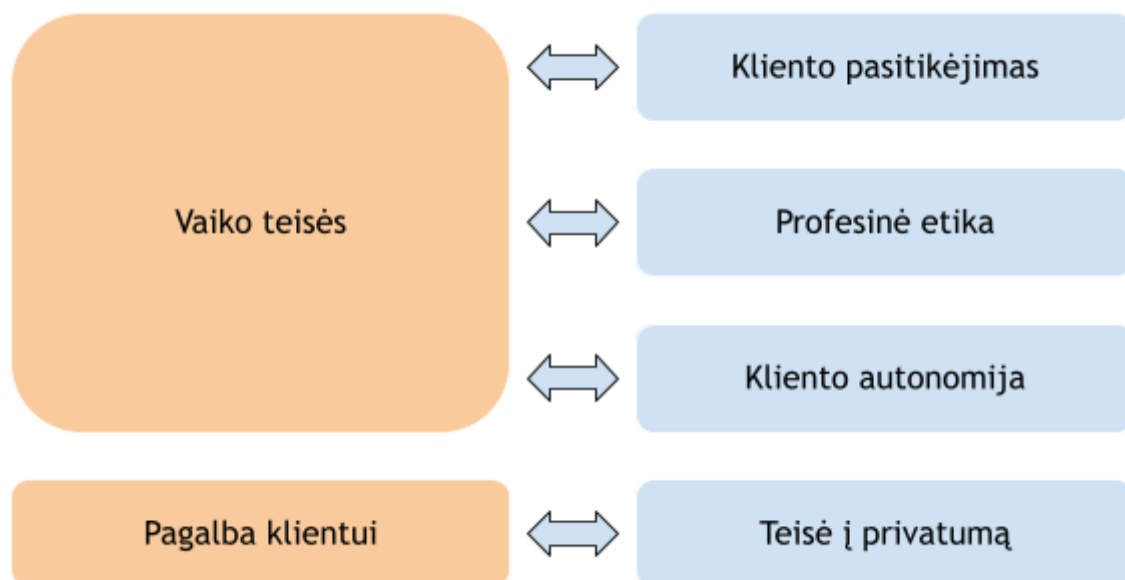 Vaiko teisės
Kliento pasitikėjimas
Profesinė etika
Kliento autonomija
Pagalba klientui
Teisė į privatumą